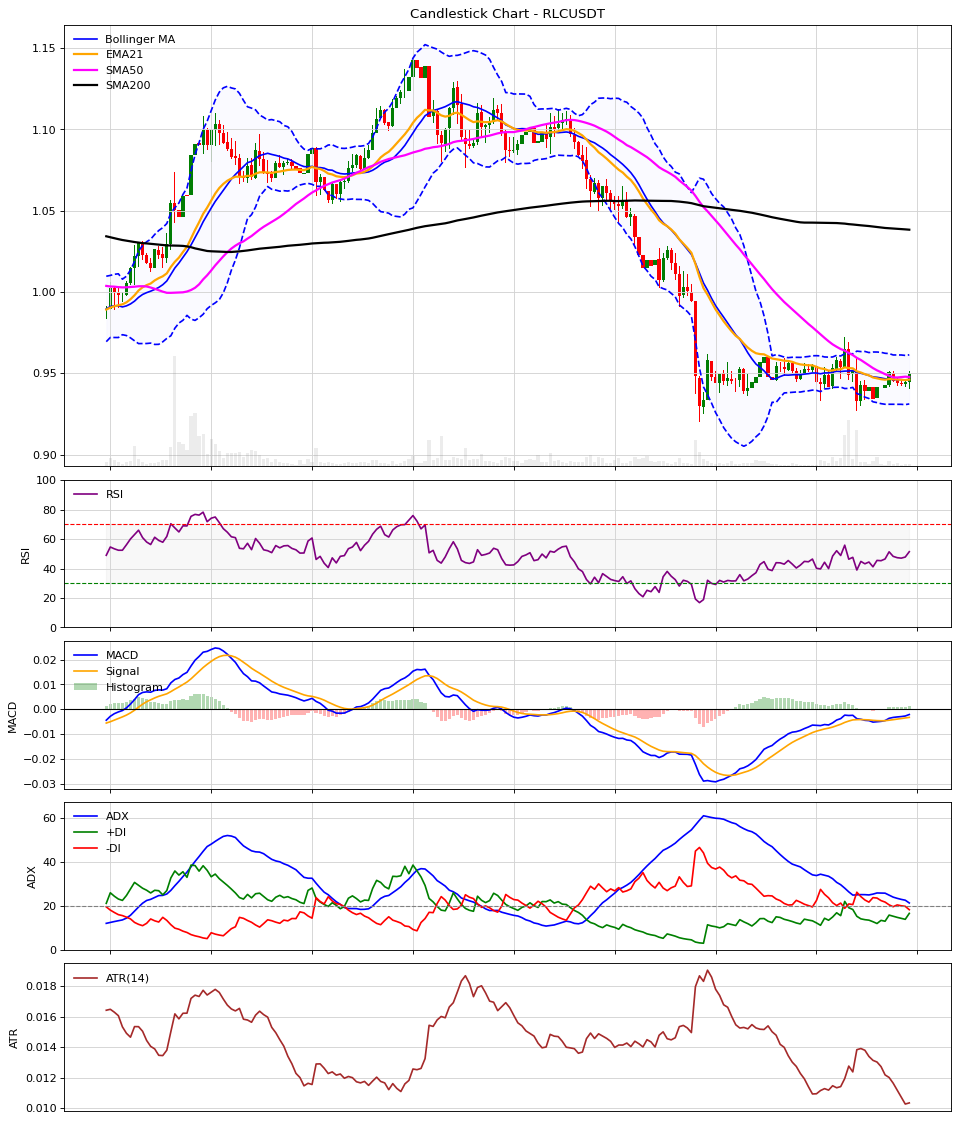 Candlestick Chart - RLCUSDT
Bollinger MA
EMA21
SMA50
SMA200
1.15
1.10
1.05
1.00
0.95
0.90
RSI
RSI
100
80
60
40
20
0
MACD
MACD
Signal
Histogram
0.02
0.01
0.00
−0.01
−0.02
−0.03
ADX
ADX
+DI
-DI
60
40
20
0
ATR
ATR(14)
0.018
0.016
0.014
0.012
0.010